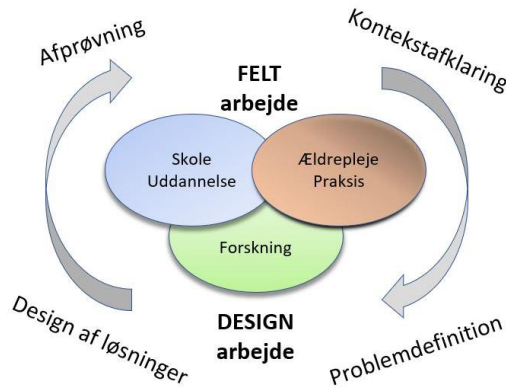 Afprøvning
Kontekstafklaring
FELT
arbejde
Skole
Uddannelse
Ældrepleje
Praksis
Forskning
DESIGN
arbejde
Design af løsninger
Problemdefinition